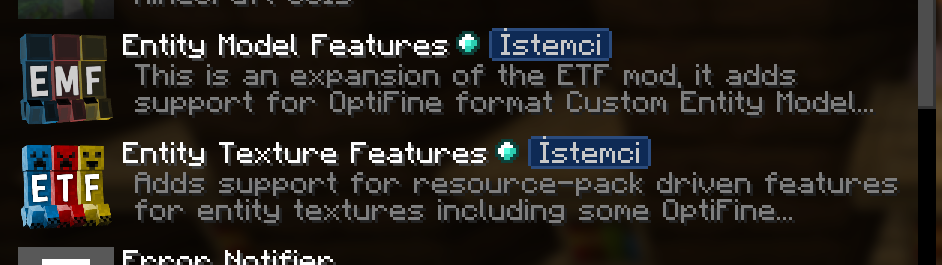 Entity Model Features İstemci
EMF
This is an expansion of the ETF mod, it adds
support for OptiFine format Custom Entity Model...
Entity Texture Features İstemci
ETF
Adds support for resource-pack driven features
for entity textures including some OptiFine...
Error Notifier